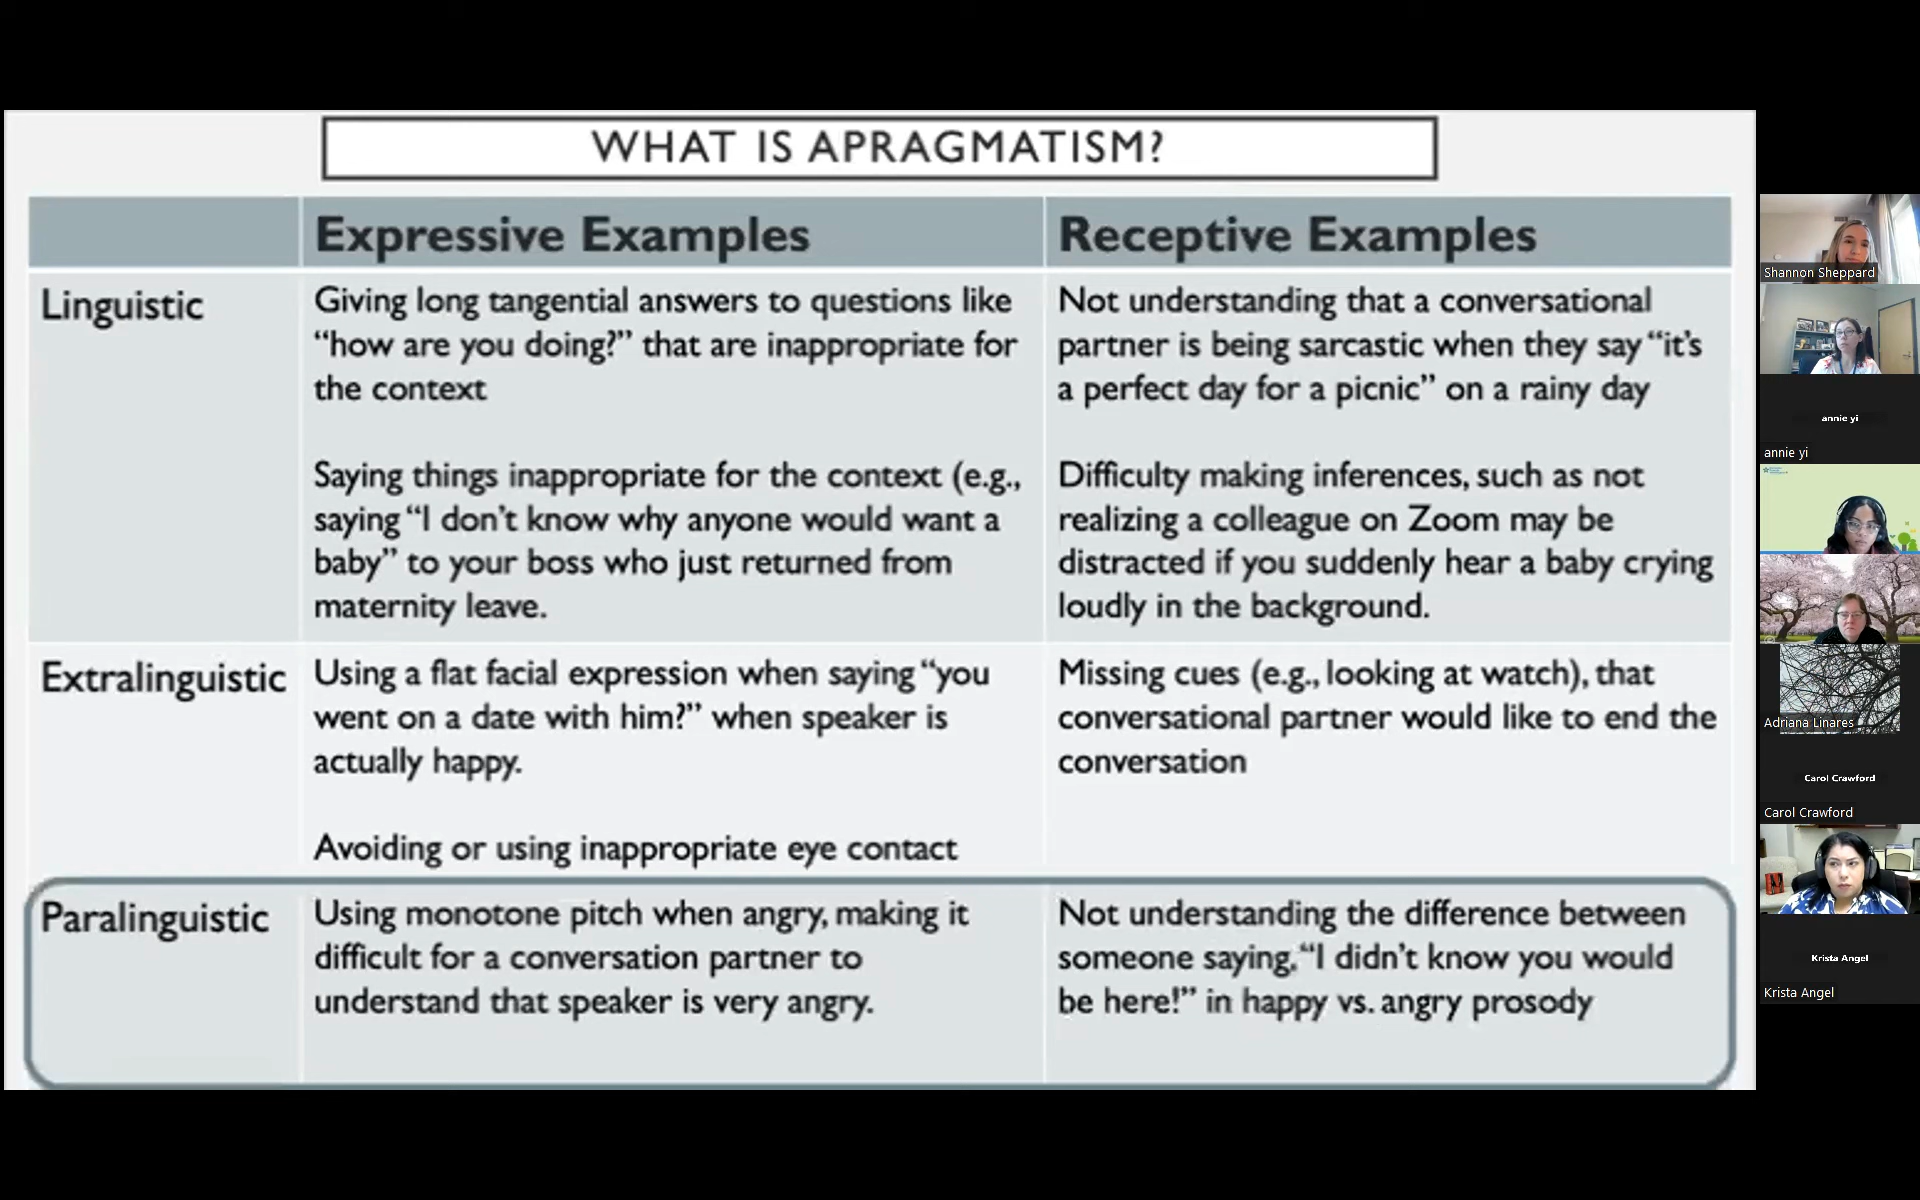 WHAT IS APRAGMATISM?
Expressive Examples
Receptive Examples
Linguistic
Giving long tangential answers to questions like
“how are you doing?” that are inappropriate for
the context
Saying things inappropriate for the context (e.g.,
saying “I don’t know why anyone would want a
baby” to your boss who just returned from
maternity leave.
Not understanding that a conversational
partner is being sarcastic when they say “it’s
a perfect day for a picnic” on a rainy day
Difficulty making inferences, such as not
realizing a colleague on Zoom may be
distracted if you suddenly hear a baby crying
loudly in the background.
Extralinguistic
Using a flat facial expression when saying “you
went on a date with him?” when speaker is
actually happy.
Avoiding or using inappropriate eye contact
Missing cues (e.g., looking at watch), that
conversational partner would like to end the
conversation
Paralinguistic
Using monotone pitch when angry, making it
difficult for a conversation partner to
understand that speaker is very angry.
Not understanding the difference between
someone saying, “I didn’t know you would
be here!” in happy vs. angry prosody
Shannon Sheppard
annie yi
annie yi
Adriana Linares
Carol Crawford
Carol Crawford
Krista Angel
Krista Angel